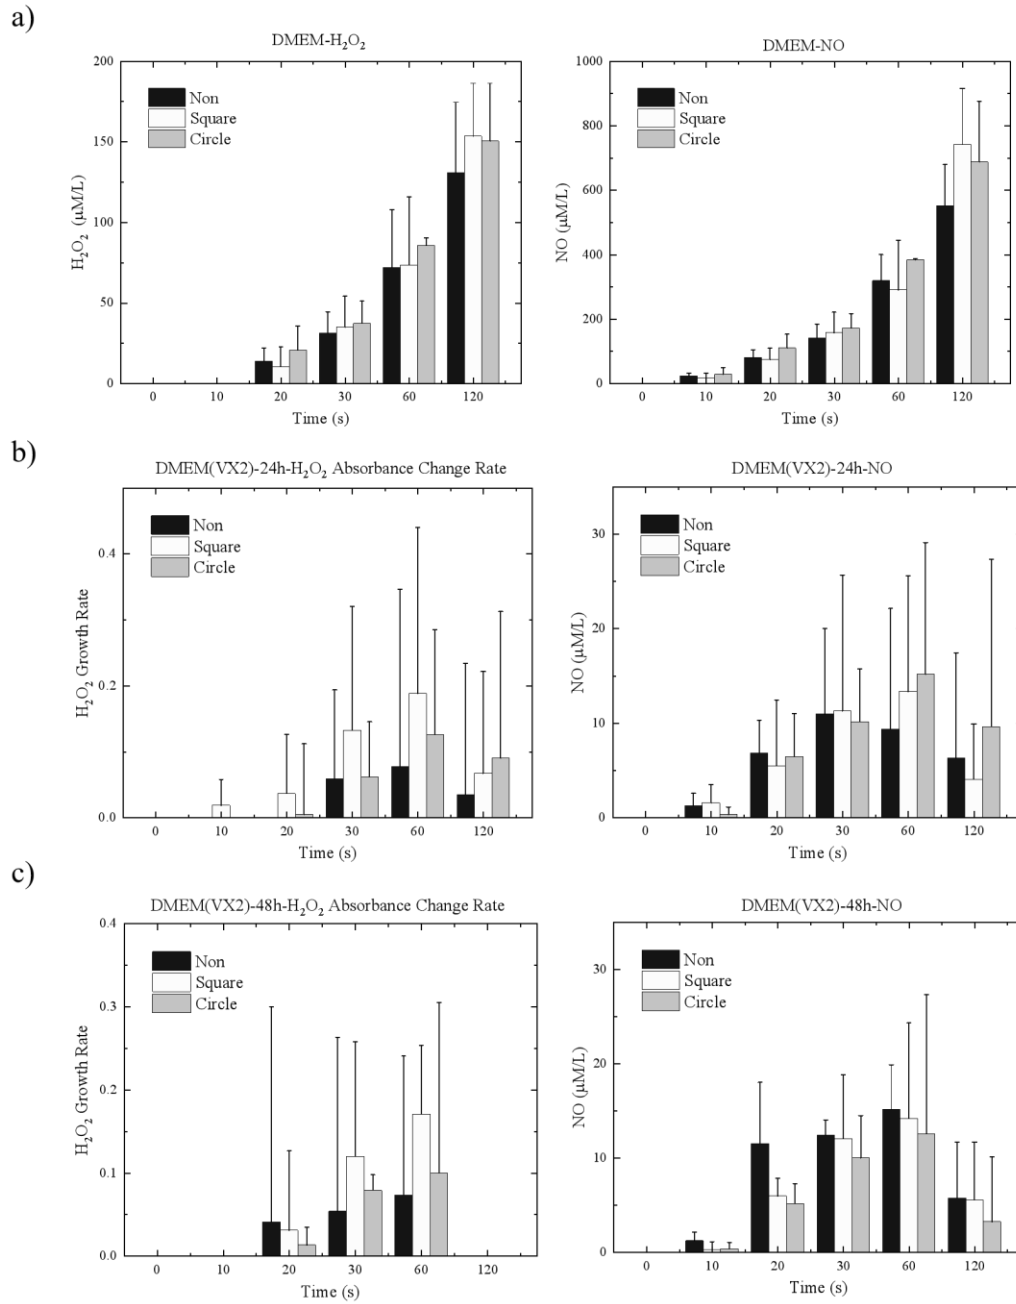 a)
DMEM-H₂O₂
200
150
100
50
0
H₂O₂ (μM/L)
Non
Square
Circle
0 10 20 30 60 120
Time (s)
DMEM-NO
1000
800
600
400
200
0
NO (μM/L)
Non
Square
Circle
0 10 20 30 60 120
Time (s)
b)
DMEM(VX2)-24h-H₂O₂ Absorbance Change Rate
0.4
0.2
0.0
H₂O₂ Growth Rate
Non
Square
Circle
0 10 20 30 60 120
Time (s)
DMEM(VX2)-24h-NO
30
20
10
0
NO (μM/L)
Non
Square
Circle
0 10 20 30 60 120
Time (s)
c)
DMEM(VX2)-48h-H₂O₂ Absorbance Change Rate
0.4
0.3
0.2
0.1
0.0
H₂O₂ Growth Rate
Non
Square
Circle
0 10 20 30 60 120
Time (s)
DMEM(VX2)-48h-NO
30
20
10
0
NO (μM/L)
Non
Square
Circle
0 10 20 30 60 120
Time (s)